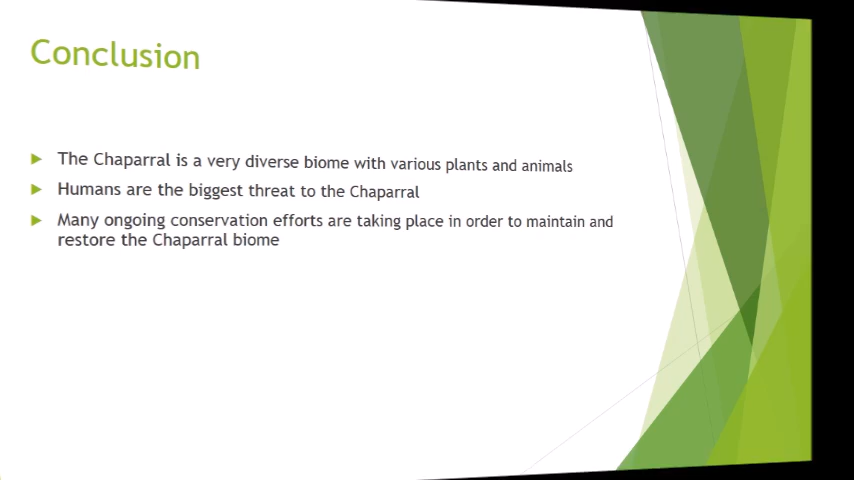 Conclusion
The Chaparral is a very diverse biome with various plants and animals
Humans are the biggest threat to the Chaparral
Many ongoing conservation efforts are taking place in order to maintain and
restore the Chaparral biome